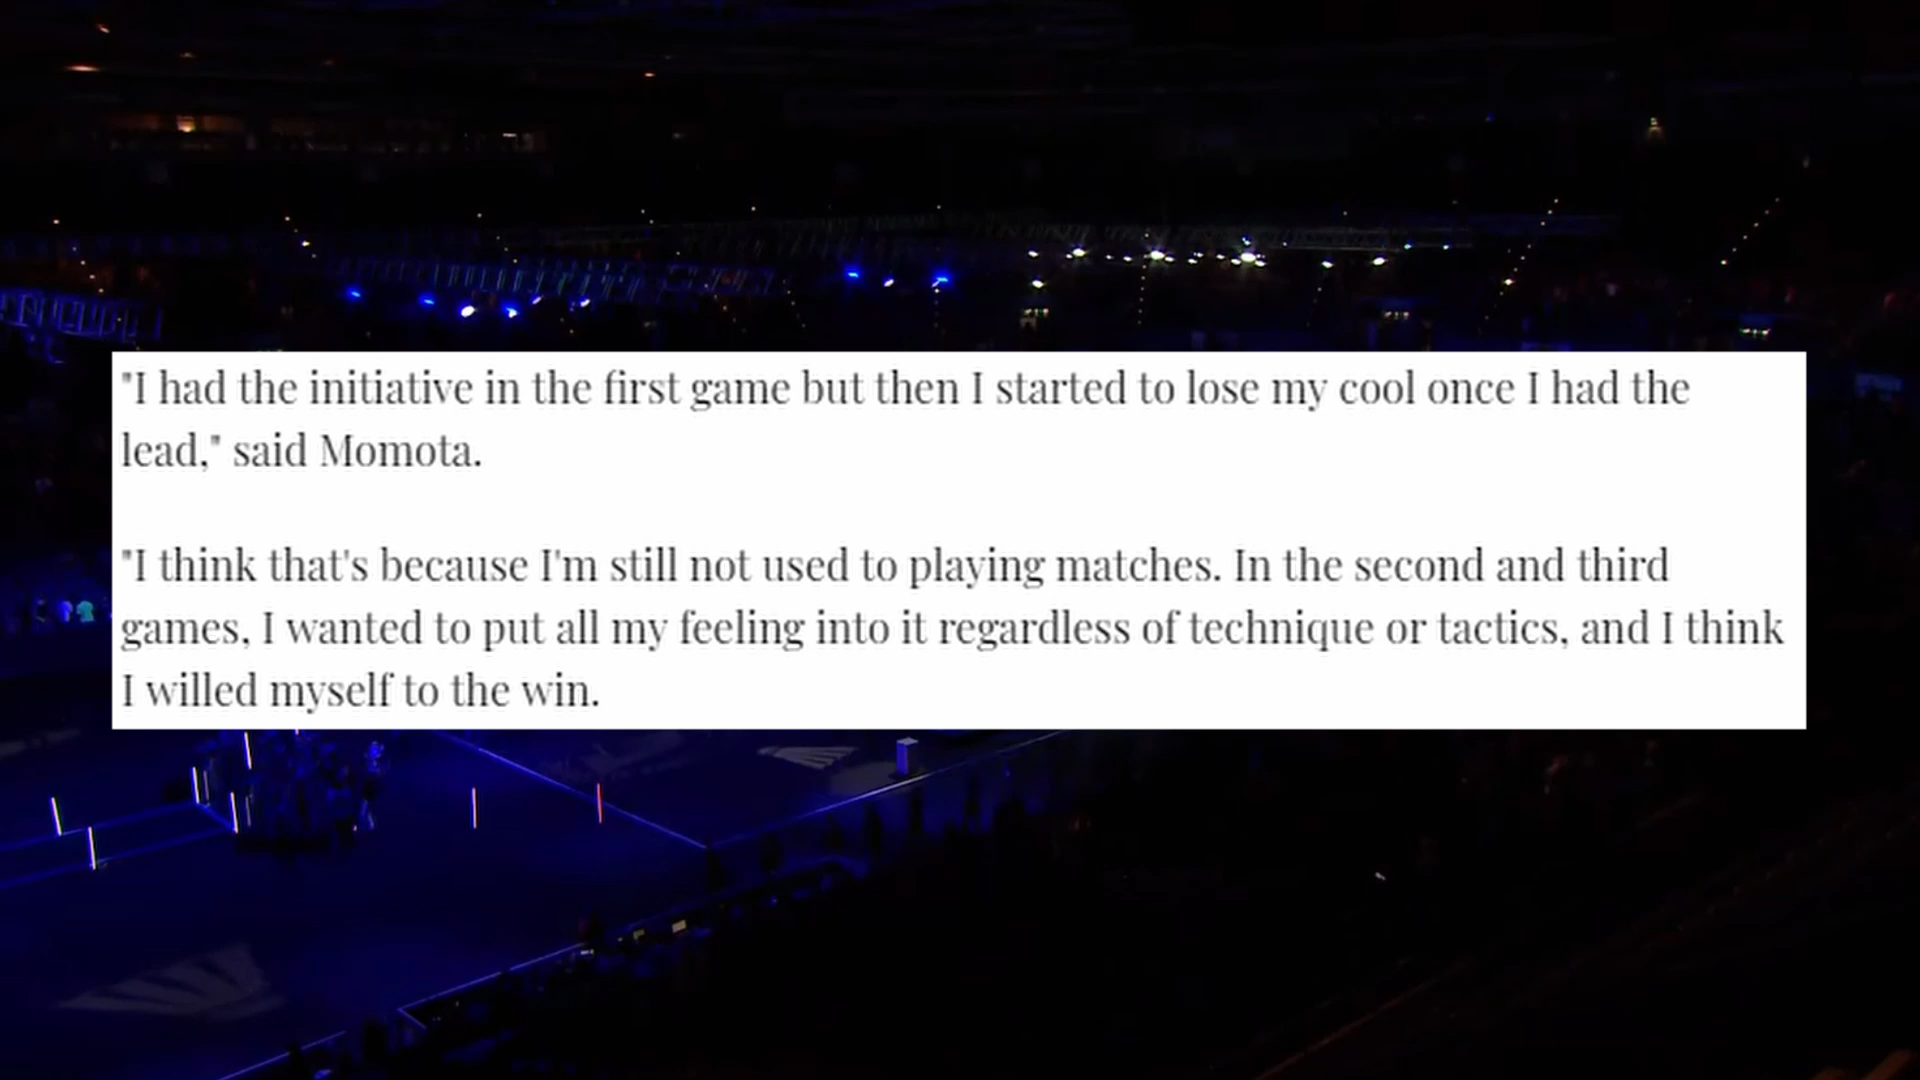 "I had the initiative in the first game but then I started to lose my cool once I had the
lead," said Momota.
"I think that's because I'm still not used to playing matches. In the second and third
games, I wanted to put all my feeling into it regardless of technique or tactics, and I think
I willed myself to the win.